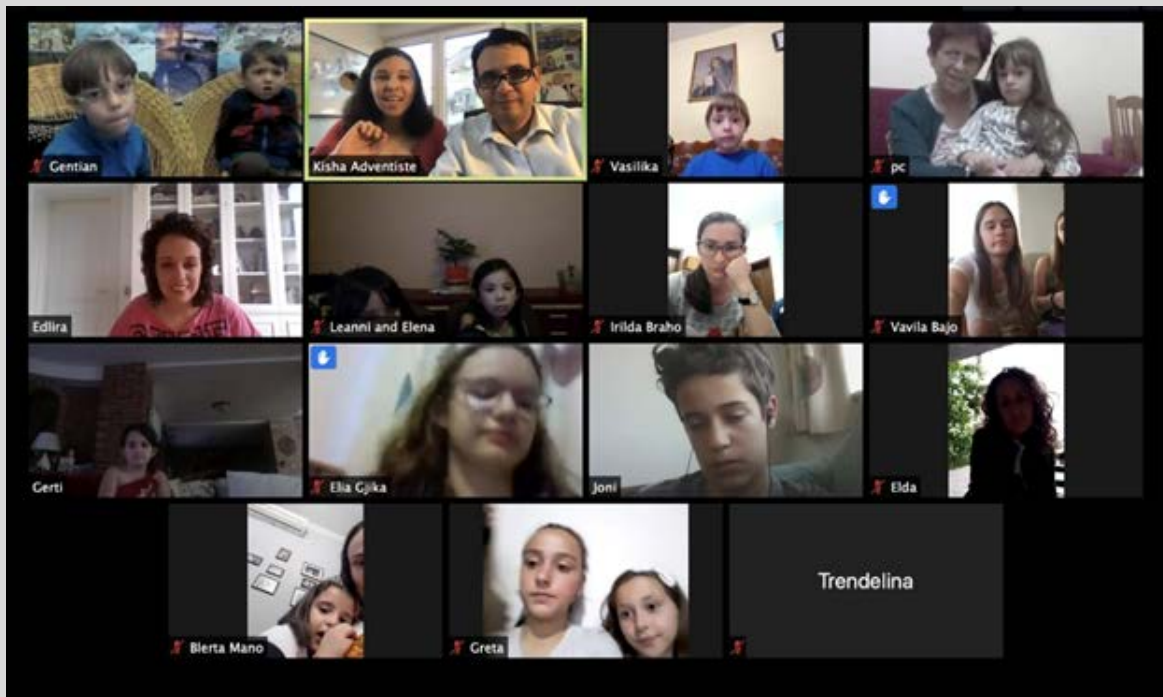 Gentian
Kisha Adventiste
Vasilika
pc
Edlira
Leanni and Elena
Irilda Braho
Vavila Bajo
Gerti
Elia Gjika
Joni
Elda
Blerta Mano
Greta
Trendelina